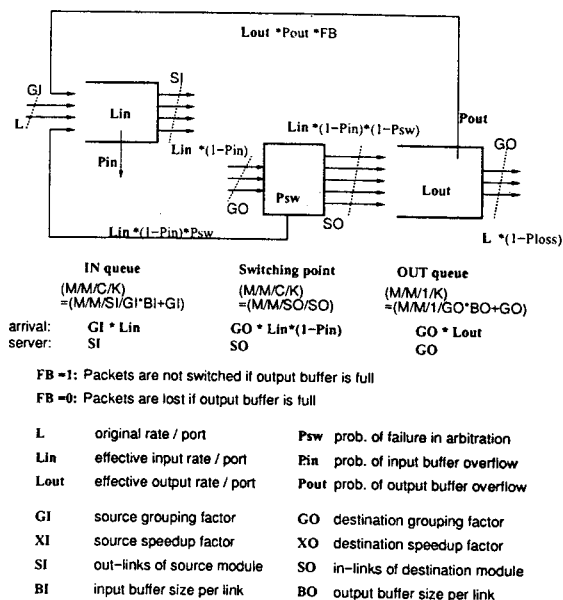 Lout *Pout *FB
SI
GI
Lin
L
Lin *(1-Pin)
Lin *(1-Pin)*(1-Psw)
Pout
GO
Pin
Psw
Lout
GO
SO
Lin *(1-Pin)*Psw
L *(1-Ploss)
IN queue Switching point OUT queue
(M/M/C/K) (M/M/C/K) (M/M/1/K)
=(M/M/SI/GI*BI+GI) =(M/M/SO/SO) =(M/M/1/GO*BO+GO)
arrival: GI * Lin GO * Lin*(1-Pin) GO * Lout
server: SI SO GO
FB =1: Packets are not switched if output buffer is full
FB =0: Packets are lost if output buffer is full
L original rate / port Psw prob. of failure in arbitration
Lin effective input rate / port Pin prob. of input buffer overflow
Lout effective output rate / port Pout prob. of output buffer overflow
GI source grouping factor GO destination grouping factor
XI source speedup factor XO destination speedup factor
SI out-links of source module SO in-links of destination module
BI input buffer size per link BO output buffer size per link